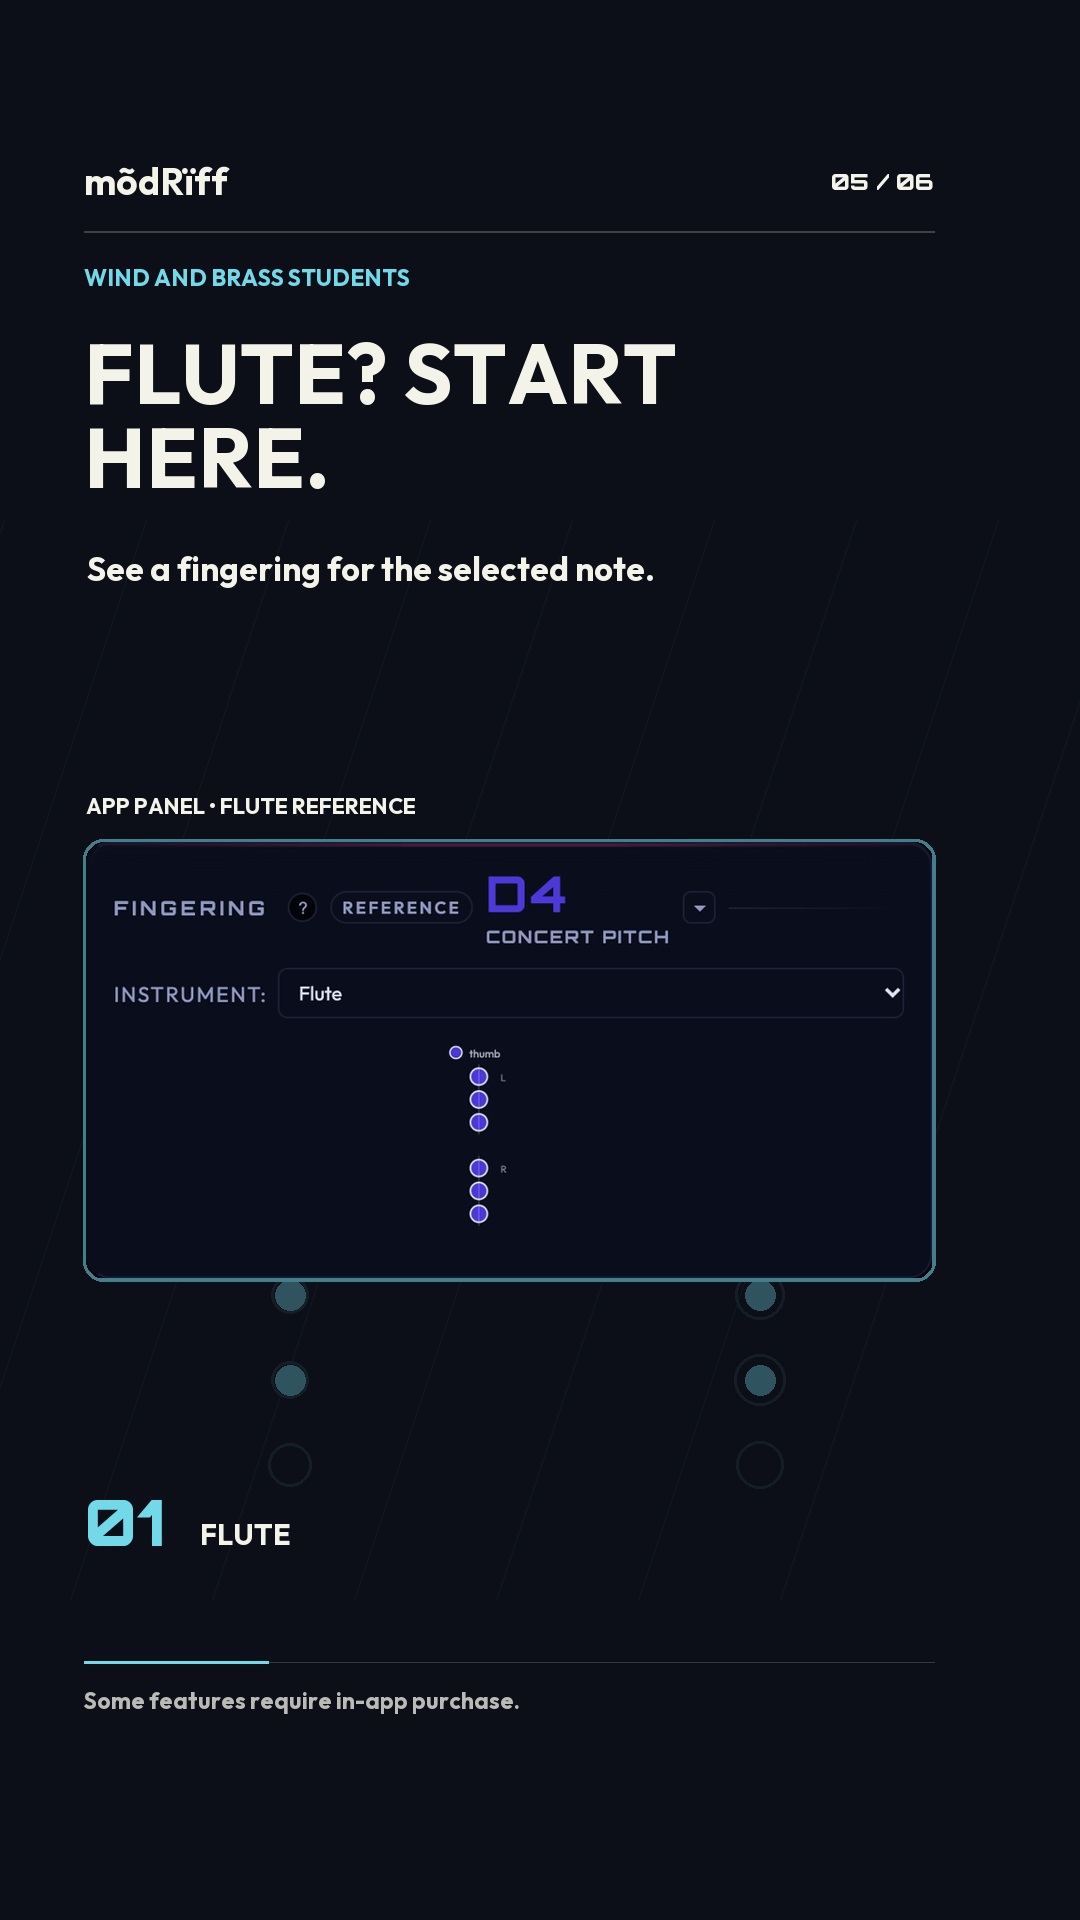 mõdRïff
05 / 06
WIND AND BRASS STUDENTS
FLUTE? START
HERE.
See a fingering for the selected note.
APP PANEL • FLUTE REFERENCE
FINGERING ? REFERENCE D4
CONCERT PITCH
INSTRUMENT: Flute
thumb
L
R
01 FLUTE
Some features require in-app purchase.